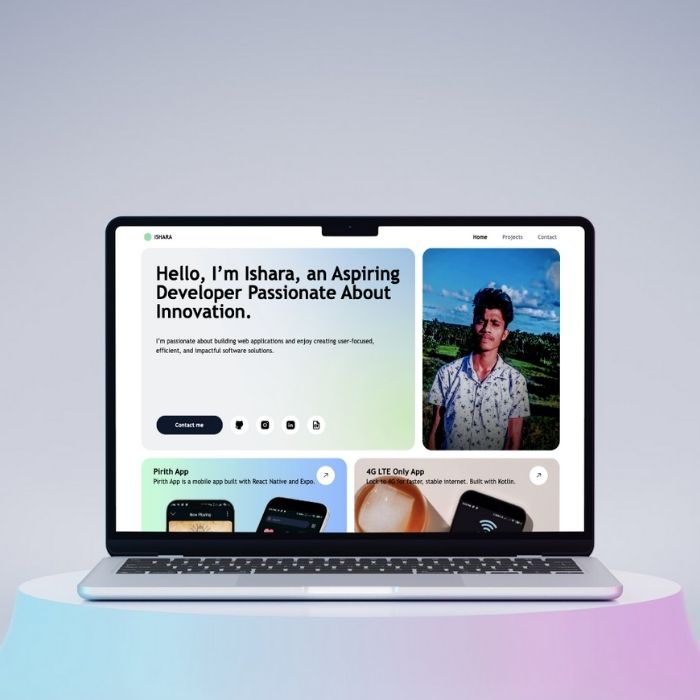 ISHARA
Home Projects Contact
Hello, I'm Ishara, an Aspiring
Developer Passionate About
Innovation.
I'm passionate about building web applications and enjoy creating user-focused,
efficient, and impactful software solutions.
Contact me
Pirith App
Pirith App is a mobile app built with React Native and Expo.
4G LTE Only App
Lock to 4G for faster, stable internet. Built with Kotlin.
Now Playing